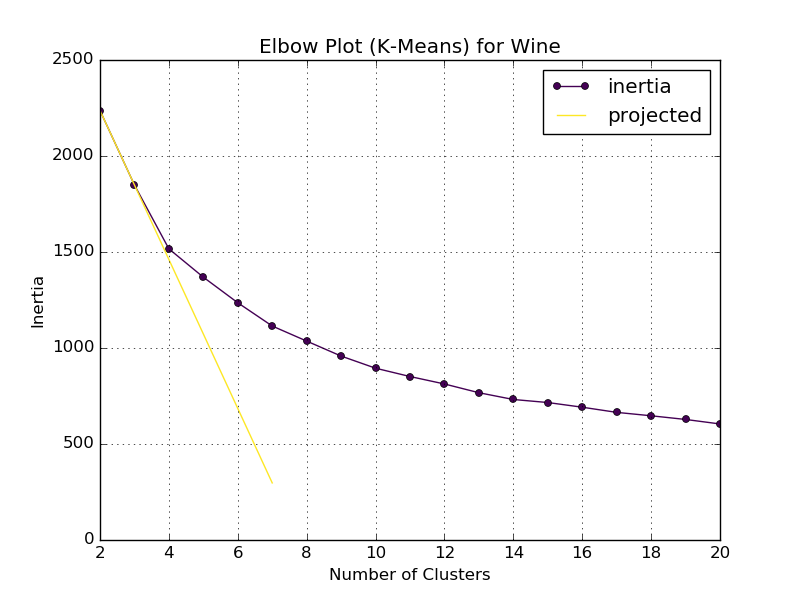 Elbow Plot (K-Means) for Wine
inertia
projected
2500
2000
1500
1000
500
0
Inertia
2 4 6 8 10 12 14 16 18 20
Number of Clusters